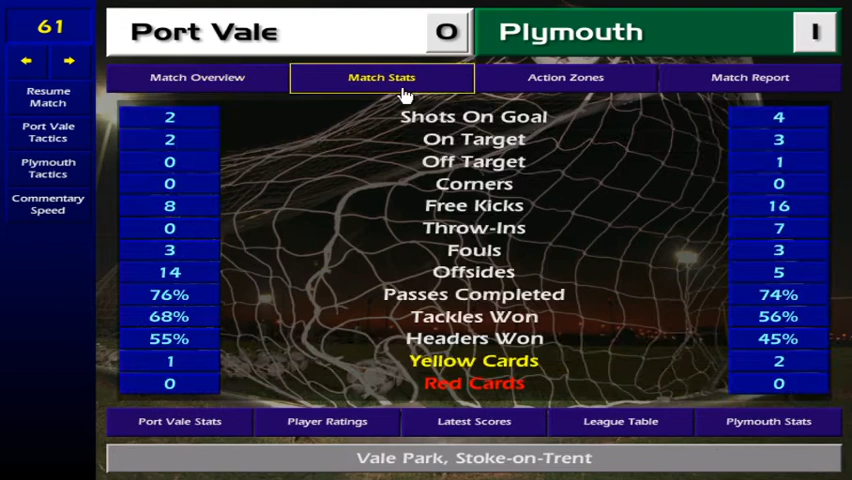 61
Port Vale 0 Plymouth 1
Match Overview Match Stats Action Zones Match Report
Resume Match
Port Vale Tactics
Plymouth Tactics
Commentary Speed
2 Shots On Goal 4
2 On Target 3
0 Off Target 1
0 Corners 0
8 Free Kicks 16
0 Throw-Ins 7
3 Fouls 3
14 Offsides 5
76% Passes Completed 74%
68% Tackles Won 56%
55% Headers Won 45%
1 Yellow Cards 2
0 Red Cards 0
Port Vale Stats Player Ratings Latest Scores League Table Plymouth Stats
Vale Park, Stoke-on-Trent